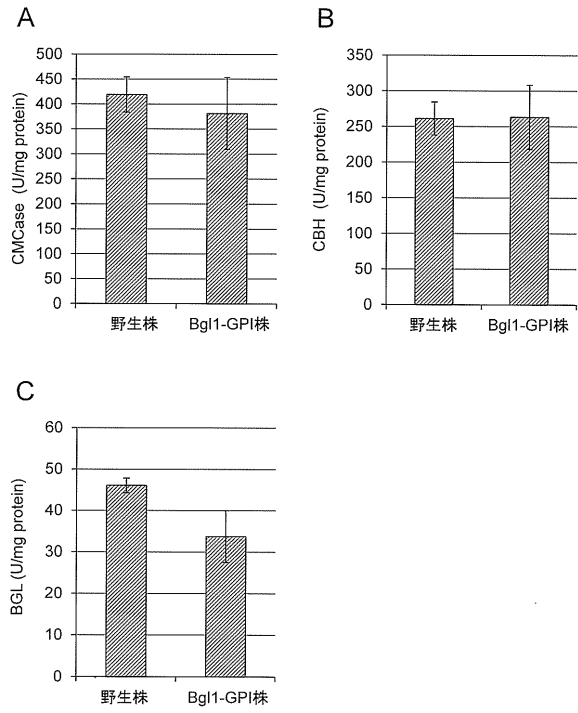 A
500
450
400
350
300
250
200
150
100
50
0
CMCase (U/mg protein)
野生株 Bgl1-GPI株
B
350
300
250
200
150
100
50
0
CBH (U/mg protein)
野生株 Bgl1-GPI株
C
60
50
40
30
20
10
0
BGL (U/mg protein)
野生株 Bgl1-GPI株